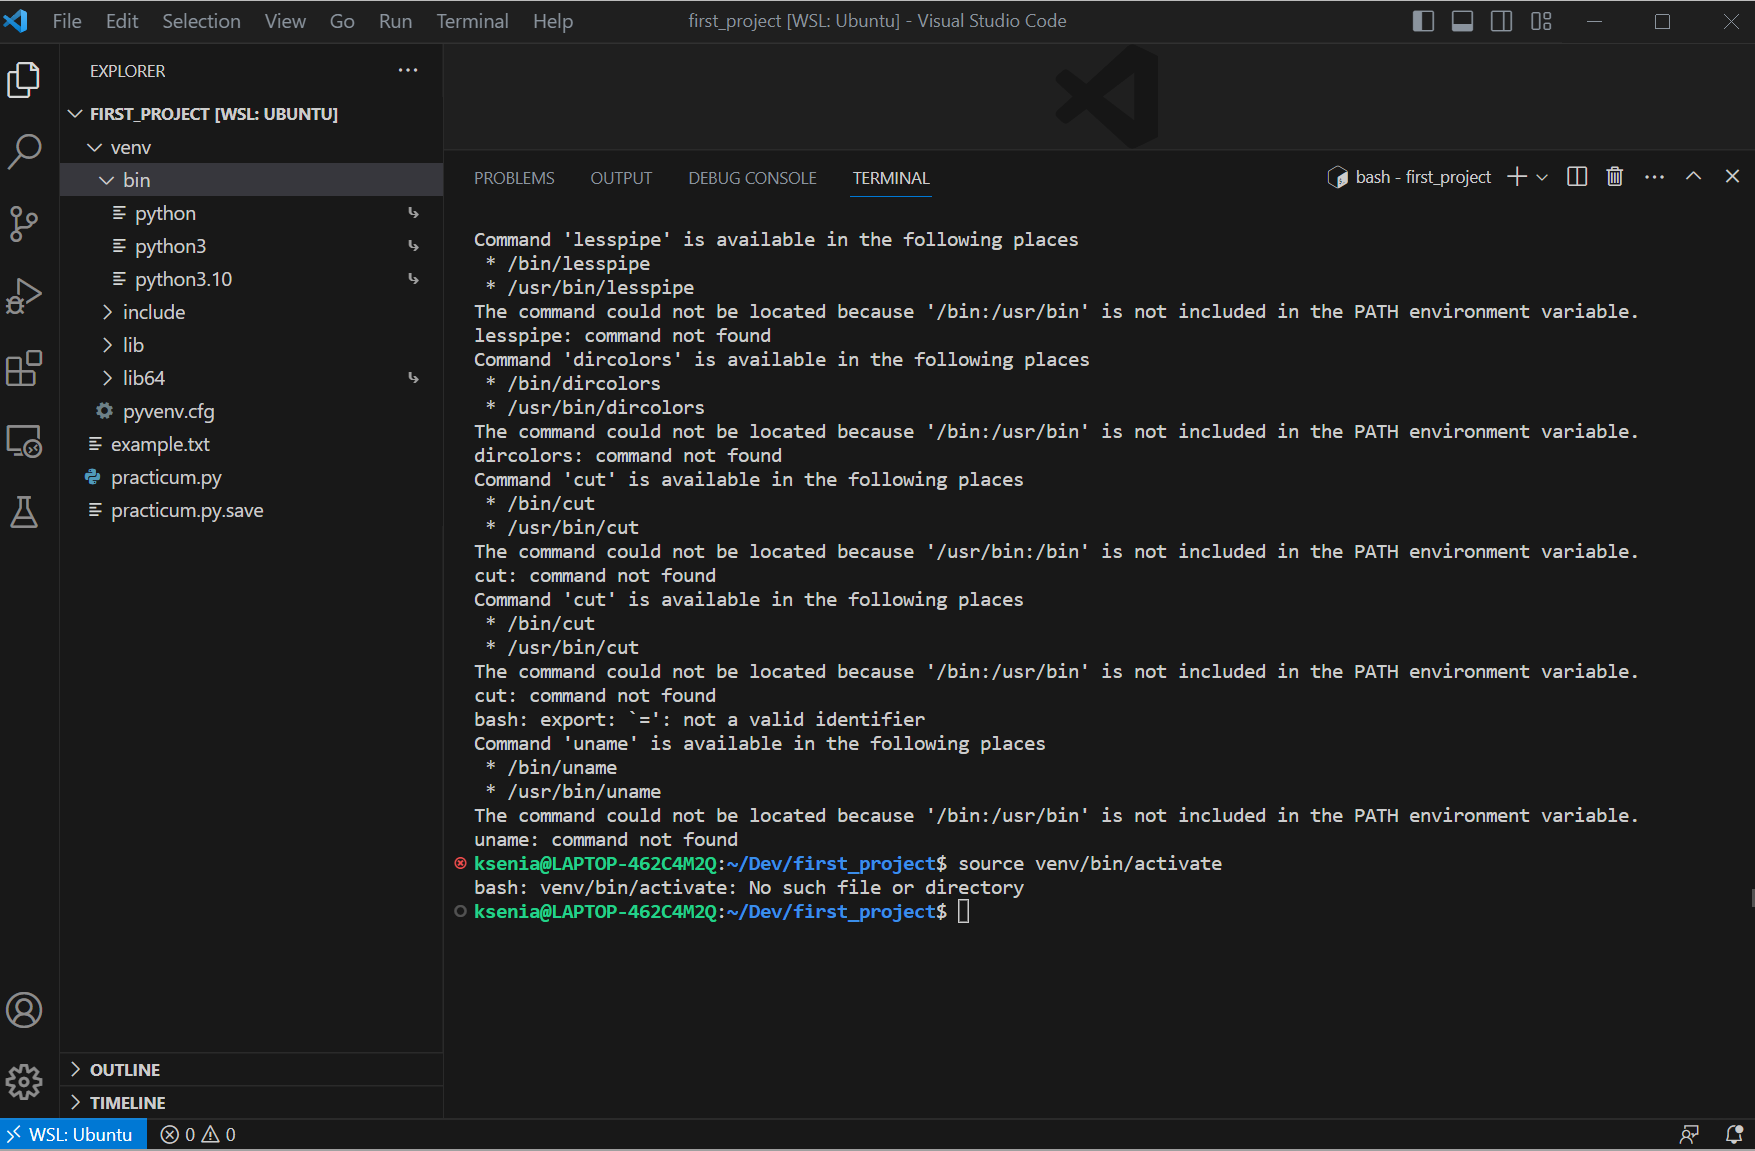 File Edit Selection View Go Run Terminal Help first_project [WSL: Ubuntu] - Visual Studio Code
EXPLORER
FIRST_PROJECT [WSL: UBUNTU]
venv
bin
python
python3
python3.10
include
lib
lib64
pyvenv.cfg
example.txt
practicum.py
practicum.py.save
OUTLINE
TIMELINE
PROBLEMS OUTPUT DEBUG CONSOLE TERMINAL bash - first_project
Command 'lesspipe' is available in the following places
* /bin/lesspipe
* /usr/bin/lesspipe
The command could not be located because '/bin:/usr/bin' is not included in the PATH environment variable.
lesspipe: command not found
Command 'dircolors' is available in the following places
* /bin/dircolors
* /usr/bin/dircolors
The command could not be located because '/bin:/usr/bin' is not included in the PATH environment variable.
dircolors: command not found
Command 'cut' is available in the following places
* /bin/cut
* /usr/bin/cut
The command could not be located because '/usr/bin:/bin' is not included in the PATH environment variable.
cut: command not found
Command 'cut' is available in the following places
* /bin/cut
* /usr/bin/cut
The command could not be located because '/bin:/usr/bin' is not included in the PATH environment variable.
cut: command not found
bash: export: `=': not a valid identifier
Command 'uname' is available in the following places
* /bin/uname
* /usr/bin/uname
The command could not be located because '/bin:/usr/bin' is not included in the PATH environment variable.
uname: command not found
ksenia@LAPTOP-462C4M2Q:~/Dev/first_project$ source venv/bin/activate
bash: venv/bin/activate: No such file or directory
ksenia@LAPTOP-462C4M2Q:~/Dev/first_project$
WSL: Ubuntu 0 0